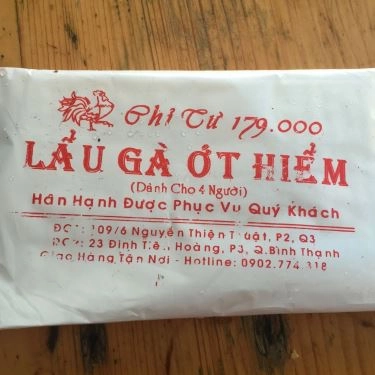 Chỉ Từ 179.000
LẨU GÀ ỚT HIỂM
(Dành Cho 4 Người)
Hân Hạnh Được Phục Vụ Quý Khách
109/6 Nguyễn Thiện Thuật, P2, Q3
23 Đinh Tiên Hoàng, P3, Q.Bình Thạnh
Giao Hàng Tận Nơi - Hotline: 0902.774.318